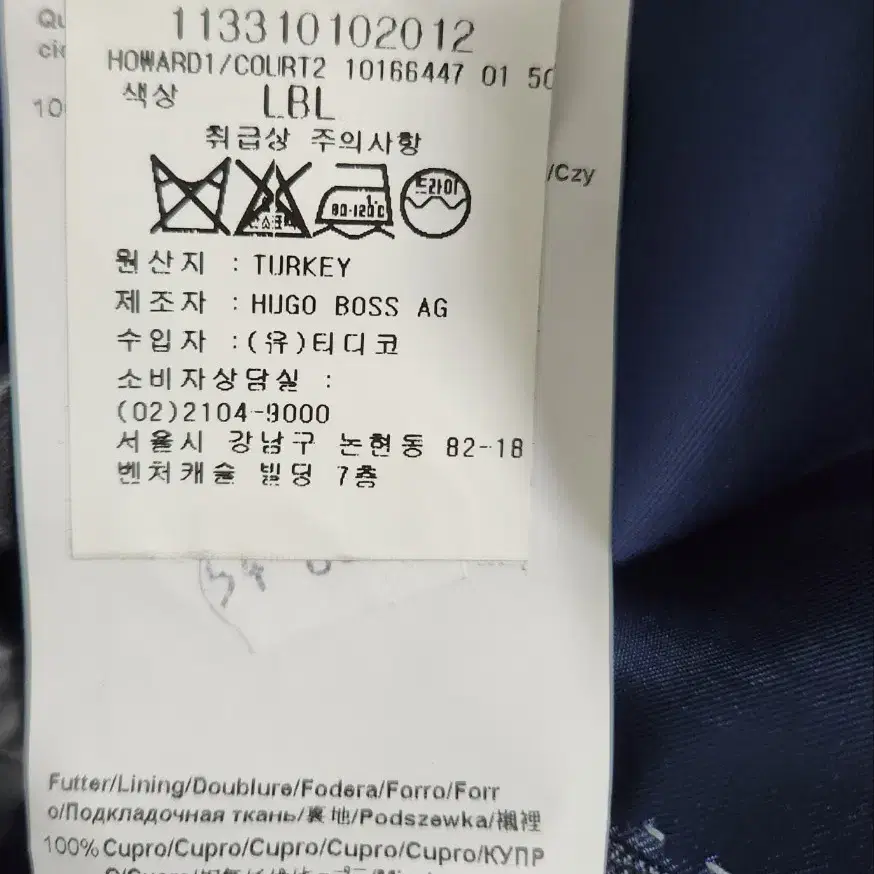 Qu
113310102012
cie
HOWARD1/COURT2 10166447 01 50
10
색상 LBL
취급상 주의사항
/Czy
드라이
80-120℃
원산지 : TURKEY
제조자 : HUGO BOSS AG
수입자 : (유)티디코
소비자상담실 :
(02)2104-9000
서울시 강남구 논현동 82-18
벤처캐슬 빌딩 7층
Futter/Lining/Doublure/Fodera/Forro/Forr
o/Подкладочная ткань/裏地/Podszewka/襯裡
100% Cupro/Cupro/Cupro/Cupro/Cupro/КУПР